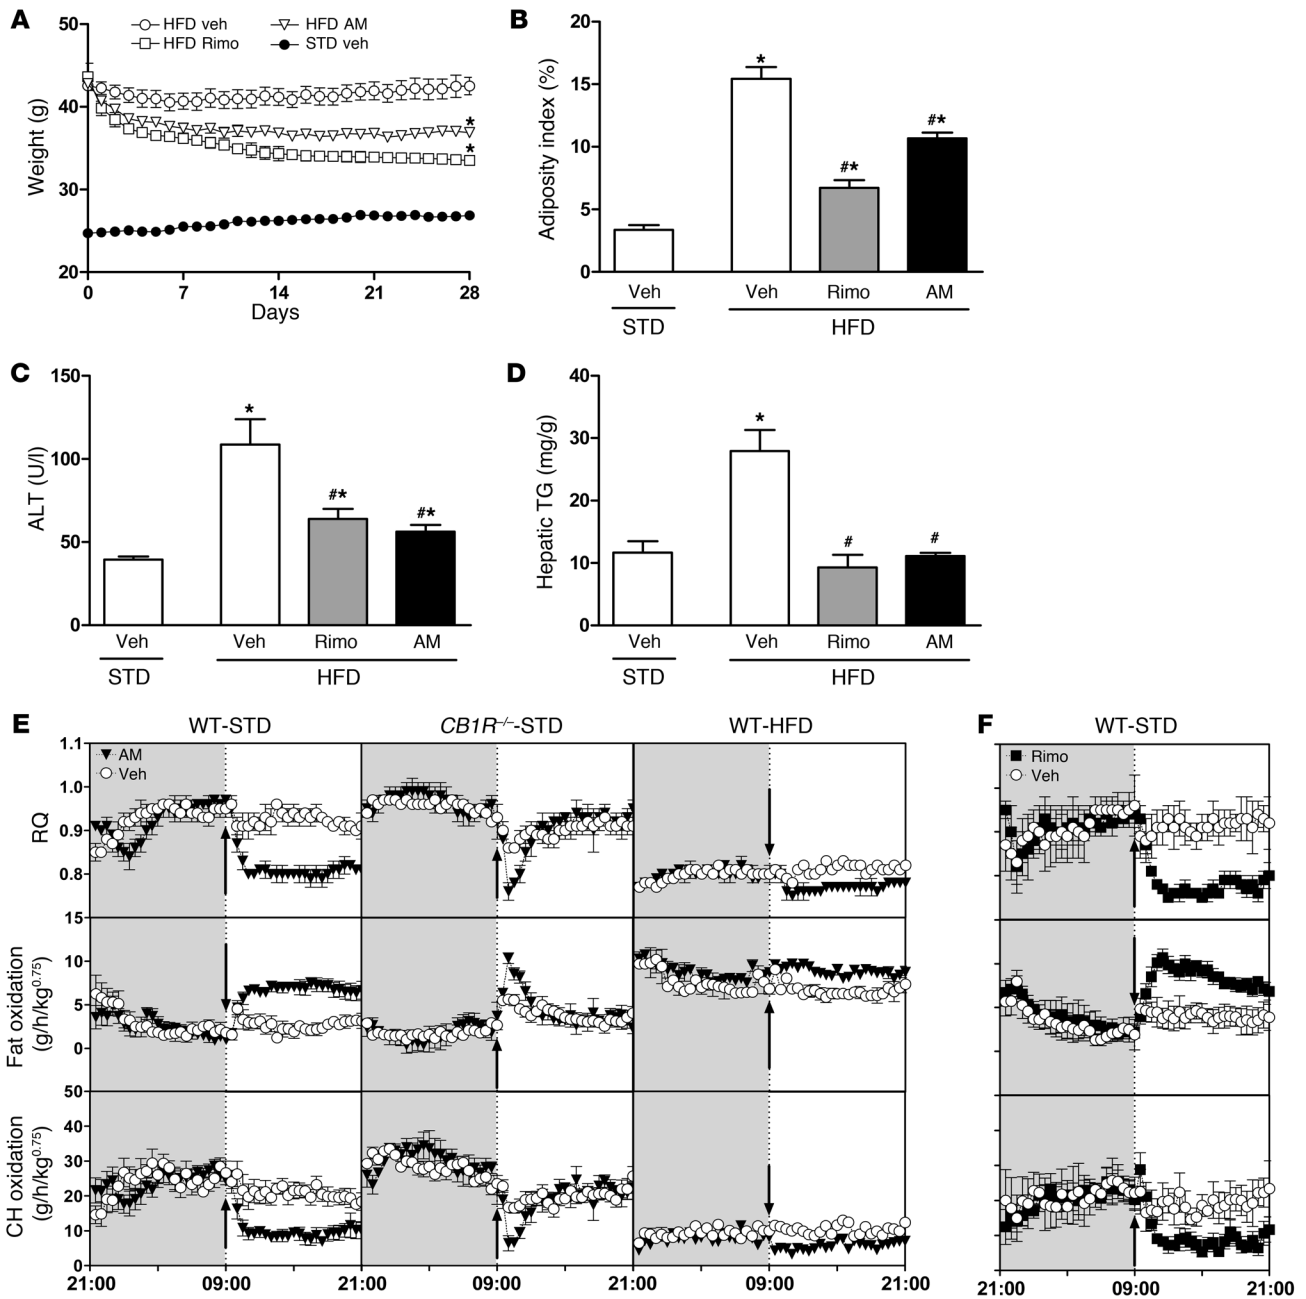 A
50
40
30
20
Weight (g)
HFD veh
HFD AM
HFD Rimo
STD veh
*
*
0 7 14 21 28
Days
B
20
15
10
5
0
Adiposity index (%)
*
#*
#*
Veh Veh Rimo AM
STD HFD
C
150
100
50
0
ALT (U/l)
*
#*
#*
Veh Veh Rimo AM
STD HFD
D
40
30
20
10
0
Hepatic TG (mg/g)
*
#
#
Veh Veh Rimo AM
STD HFD
E
WT-STD CB1R–/–-STD WT-HFD
AM
Veh
1.1
1.0
0.9
0.8
RQ
15
10
5
0
Fat oxidation
(g/h/kg0.75)
50
50
40
30
20
10
0
CH oxidation
(g/h/kg0.75)
21:00 09:00 21:00 09:00 21:00 09:00 21:00
F
WT-STD
Rimo
Veh
21:00 09:00 21:00